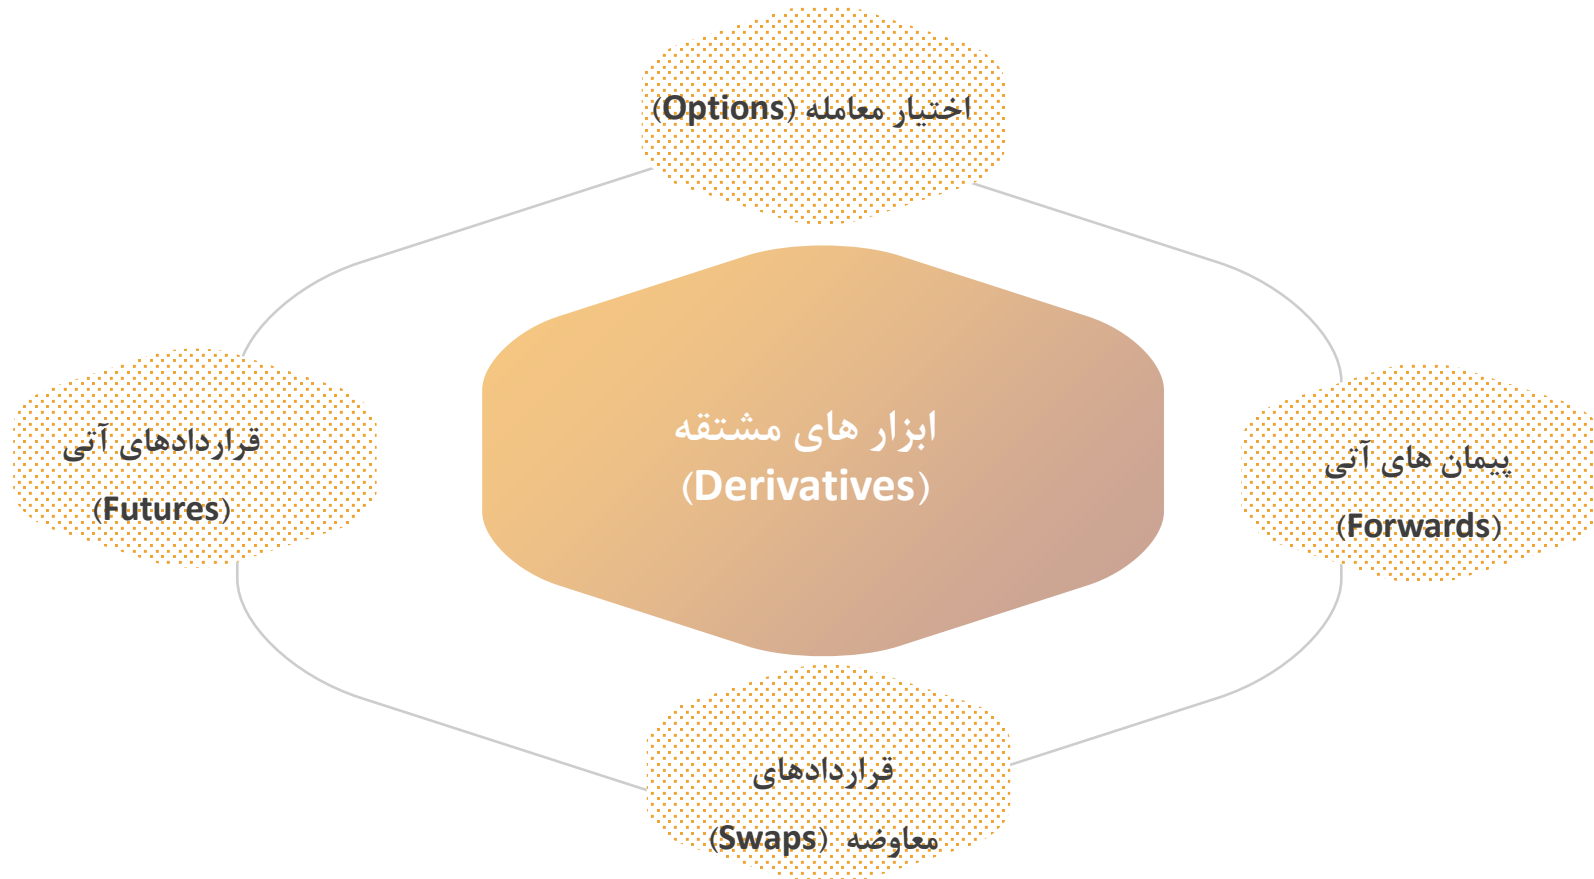 اختیار معامله (Options)
ابزار های مشتقه
(Derivatives)
پیمان های آتی
(Forwards)
قراردادهای آتی
(Futures)
قراردادهای
معاوضه (Swaps)